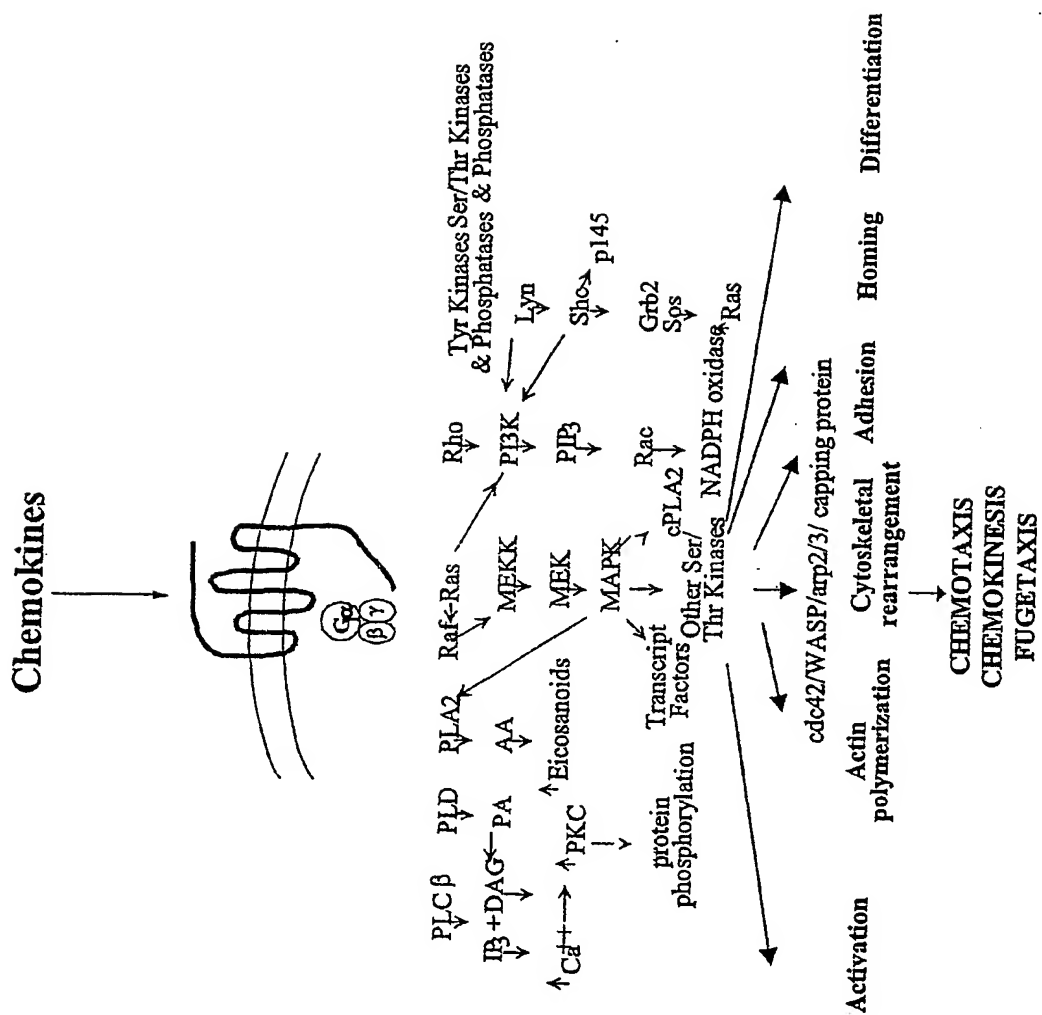 Chemokines
Gα
β γ
PLC β
PLD
PLA2
Raf Ras
Rho
Tyr Kinases Ser/Thr Kinases
& Phosphatases & Phosphatases
IP3 + DAG
PA
AA
MEKK
PI3K
Lyn
Ca++
PKC
Eicosanoids
MEK
PIP3
Shc
p145
MAPK
protein
phosphorylation
Transcript
Factors
Other Ser/
Thr Kinases
cPLA2
Rac
NADPH oxidase
Grb2
Sos
Ras
cdc42/WASP/arp2/3/ capping protein
Activation
Actin
polymerization
Cytoskeletal
rearrangement
Adhesion
Homing
Differentiation
CHEMOTAXIS
CHEMOKINESIS
FUGETAXIS